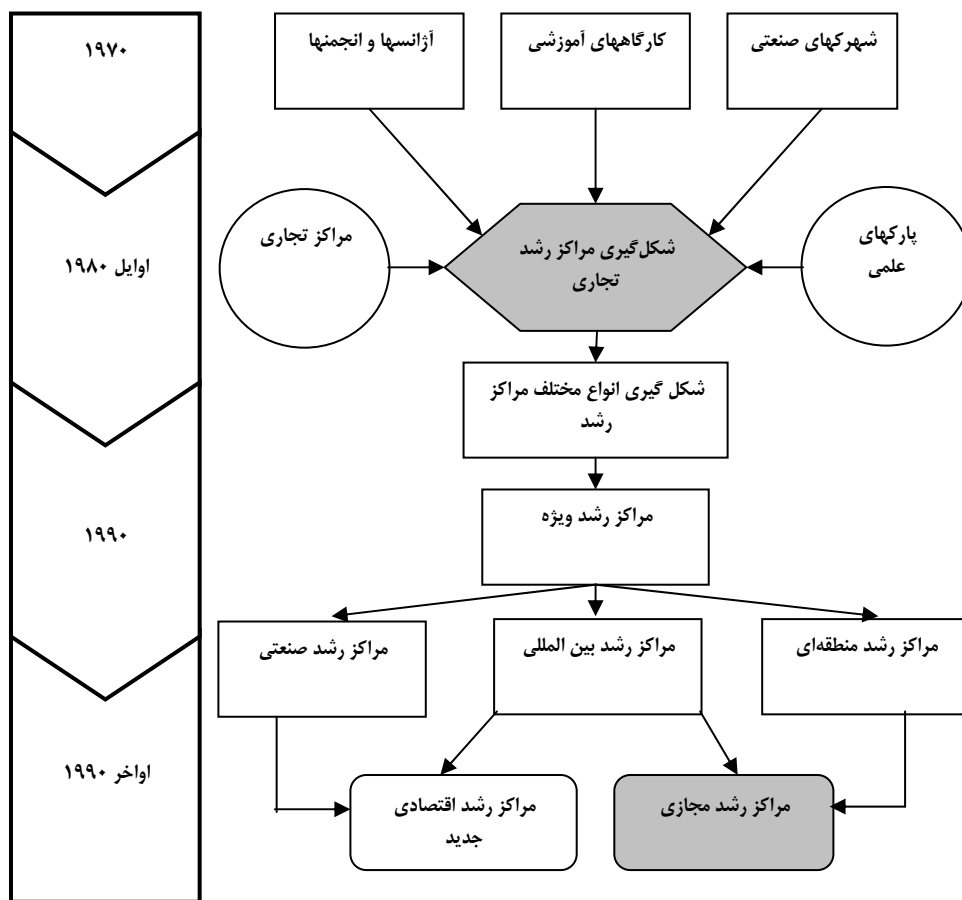 ۱۹۷۰
شهرکهای صنعتی
کارگاههای آموزشی
آژانسها و انجمنها
اوایل ۱۹۸۰
پارکهای
علمی
شکل‌گیری مراکز رشد
تجاری
مراکز تجاری
شکل گیری انواع مختلف مراکز
رشد
۱۹۹۰
مراکز رشد ویژه
مراکز رشد منطقه‌ای
مراکز رشد بین المللی
مراکز رشد صنعتی
اواخر ۱۹۹۰
مراکز رشد مجازی
مراکز رشد اقتصادی
جدید